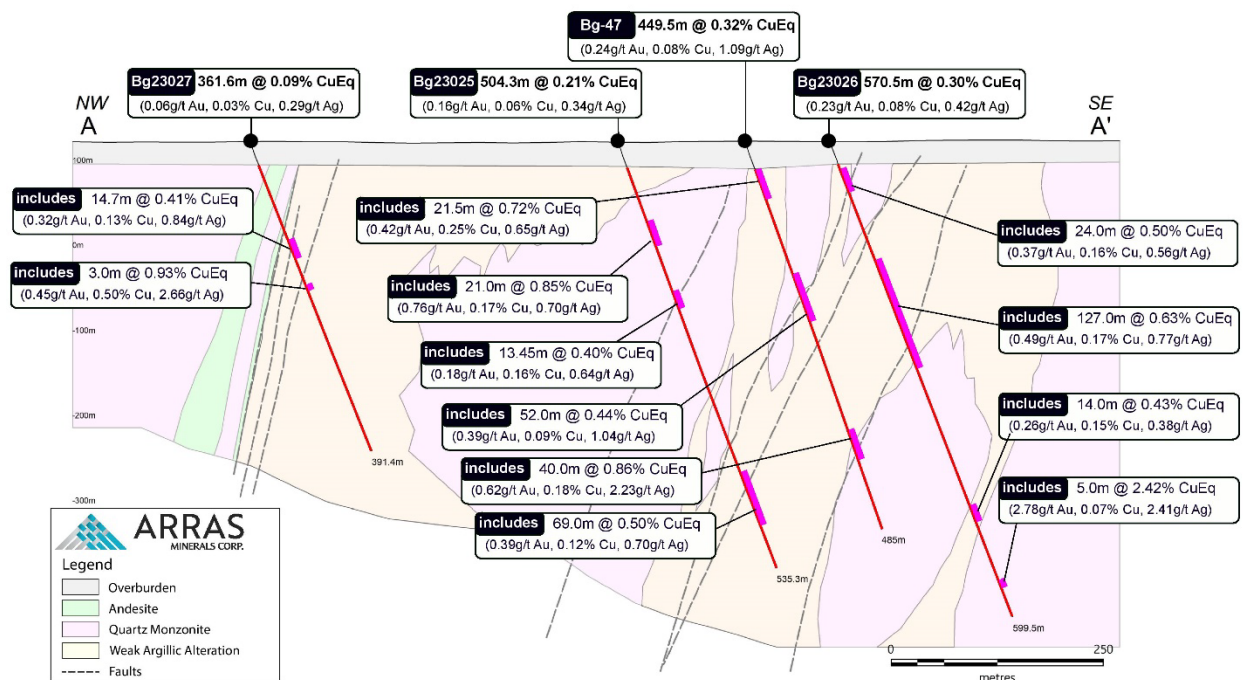 Bg-47 449.5m @ 0.32% CuEq
(0.24g/t Au, 0.08% Cu, 1.09g/t Ag)
Bg23027 361.6m @ 0.09% CuEq
(0.06g/t Au, 0.03% Cu, 0.29g/t Ag)
Bg23025 504.3m @ 0.21% CuEq
(0.16g/t Au, 0.06% Cu, 0.34g/t Ag)
Bg23026 570.5m @ 0.30% CuEq
(0.23g/t Au, 0.08% Cu, 0.42g/t Ag)
NW
A
SE
A'
100m
0m
-100m
-200m
-300m
includes 14.7m @ 0.41% CuEq
(0.32g/t Au, 0.13% Cu, 0.84g/t Ag)
includes 3.0m @ 0.93% CuEq
(0.45g/t Au, 0.50% Cu, 2.66g/t Ag)
includes 21.5m @ 0.72% CuEq
(0.42g/t Au, 0.25% Cu, 0.65g/t Ag)
includes 21.0m @ 0.85% CuEq
(0.76g/t Au, 0.17% Cu, 0.70g/t Ag)
includes 13.45m @ 0.40% CuEq
(0.18g/t Au, 0.16% Cu, 0.64g/t Ag)
includes 52.0m @ 0.44% CuEq
(0.39g/t Au, 0.09% Cu, 1.04g/t Ag)
includes 40.0m @ 0.86% CuEq
(0.62g/t Au, 0.18% Cu, 2.23g/t Ag)
includes 69.0m @ 0.50% CuEq
(0.39g/t Au, 0.12% Cu, 0.70g/t Ag)
includes 24.0m @ 0.50% CuEq
(0.37g/t Au, 0.16% Cu, 0.56g/t Ag)
includes 127.0m @ 0.63% CuEq
(0.49g/t Au, 0.17% Cu, 0.77g/t Ag)
includes 14.0m @ 0.43% CuEq
(0.26g/t Au, 0.15% Cu, 0.38g/t Ag)
includes 5.0m @ 2.42% CuEq
(2.78g/t Au, 0.07% Cu, 2.41g/t Ag)
391.4m
535.3m
485m
599.5m
ARRAS
MINERALS CORP.
Legend
Overburden
Andesite
Quartz Monzonite
Weak Argillic Alteration
Faults
0 250
metres